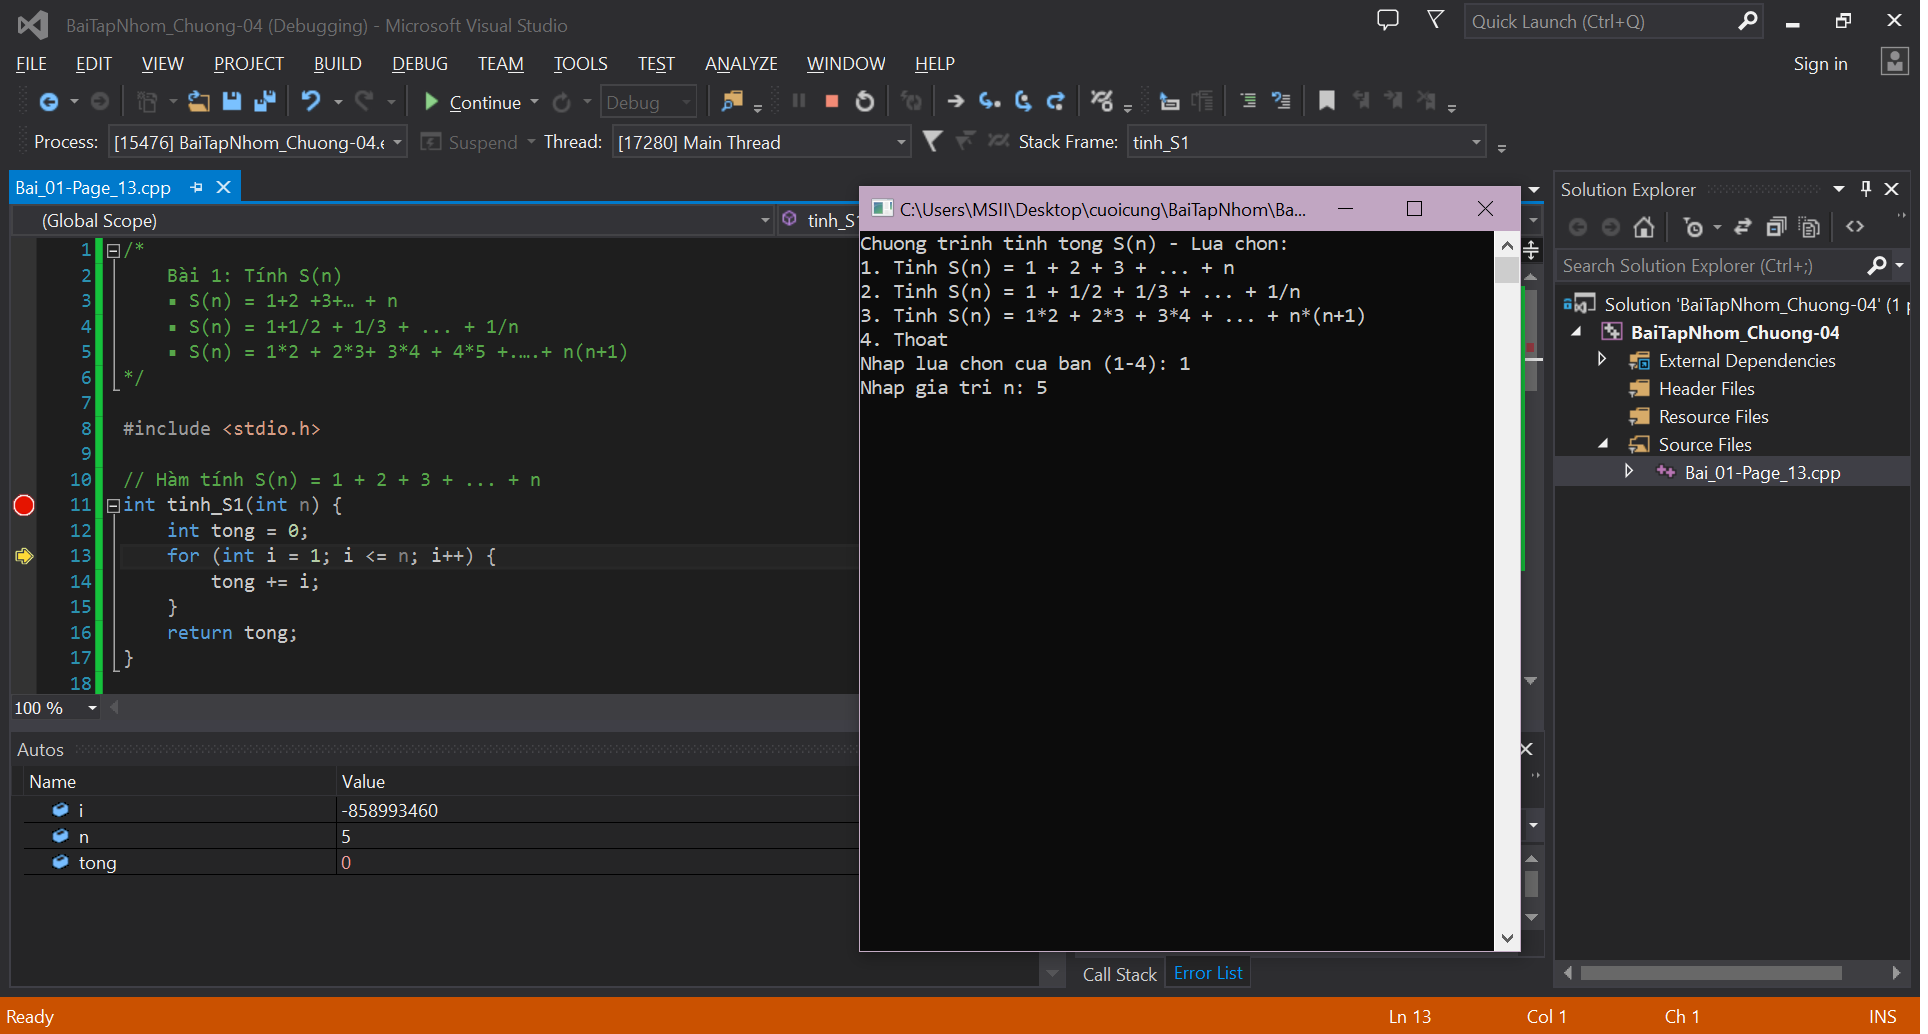 BaiTapNhom_Chuong-04 (Debugging) - Microsoft Visual Studio
Quick Launch (Ctrl+Q)
FILE EDIT VIEW PROJECT BUILD DEBUG TEAM TOOLS TEST ANALYZE WINDOW HELP
Sign in
Continue Debug
Process: [15476] BaiTapNhom_Chuong-04.e Suspend Thread: [17280] Main Thread Stack Frame: tinh_S1
Bai_01-Page_13.cpp
(Global Scope) tinh_S1
1 /*
2 Bài 1: Tính S(n)
3 ▪ S(n) = 1+2 +3+… + n
4 ▪ S(n) = 1+1/2 + 1/3 + ... + 1/n
5 ▪ S(n) = 1*2 + 2*3+ 3*4 + 4*5 +….+ n(n+1)
6 */
7
8 #include <stdio.h>
9
10 // Hàm tính S(n) = 1 + 2 + 3 + ... + n
11 int tinh_S1(int n) {
12 int tong = 0;
13 for (int i = 1; i <= n; i++) {
14 tong += i;
15 }
16 return tong;
17 }
18
100 %
Autos
Name Value
i -858993460
n 5
tong 0
C:\Users\MSII\Desktop\cuoicung\BaiTapNhom\Ba...
Chuong trinh tinh tong S(n) - Lua chon:
1. Tinh S(n) = 1 + 2 + 3 + ... + n
2. Tinh S(n) = 1 + 1/2 + 1/3 + ... + 1/n
3. Tinh S(n) = 1*2 + 2*3 + 3*4 + ... + n*(n+1)
4. Thoat
Nhap lua chon cua ban (1-4): 1
Nhap gia tri n: 5
Call Stack Error List
Solution Explorer
Search Solution Explorer (Ctrl+;)
Solution 'BaiTapNhom_Chuong-04' (1 p
BaiTapNhom_Chuong-04
External Dependencies
Header Files
Resource Files
Source Files
Bai_01-Page_13.cpp
Ready Ln 13 Col 1 Ch 1 INS